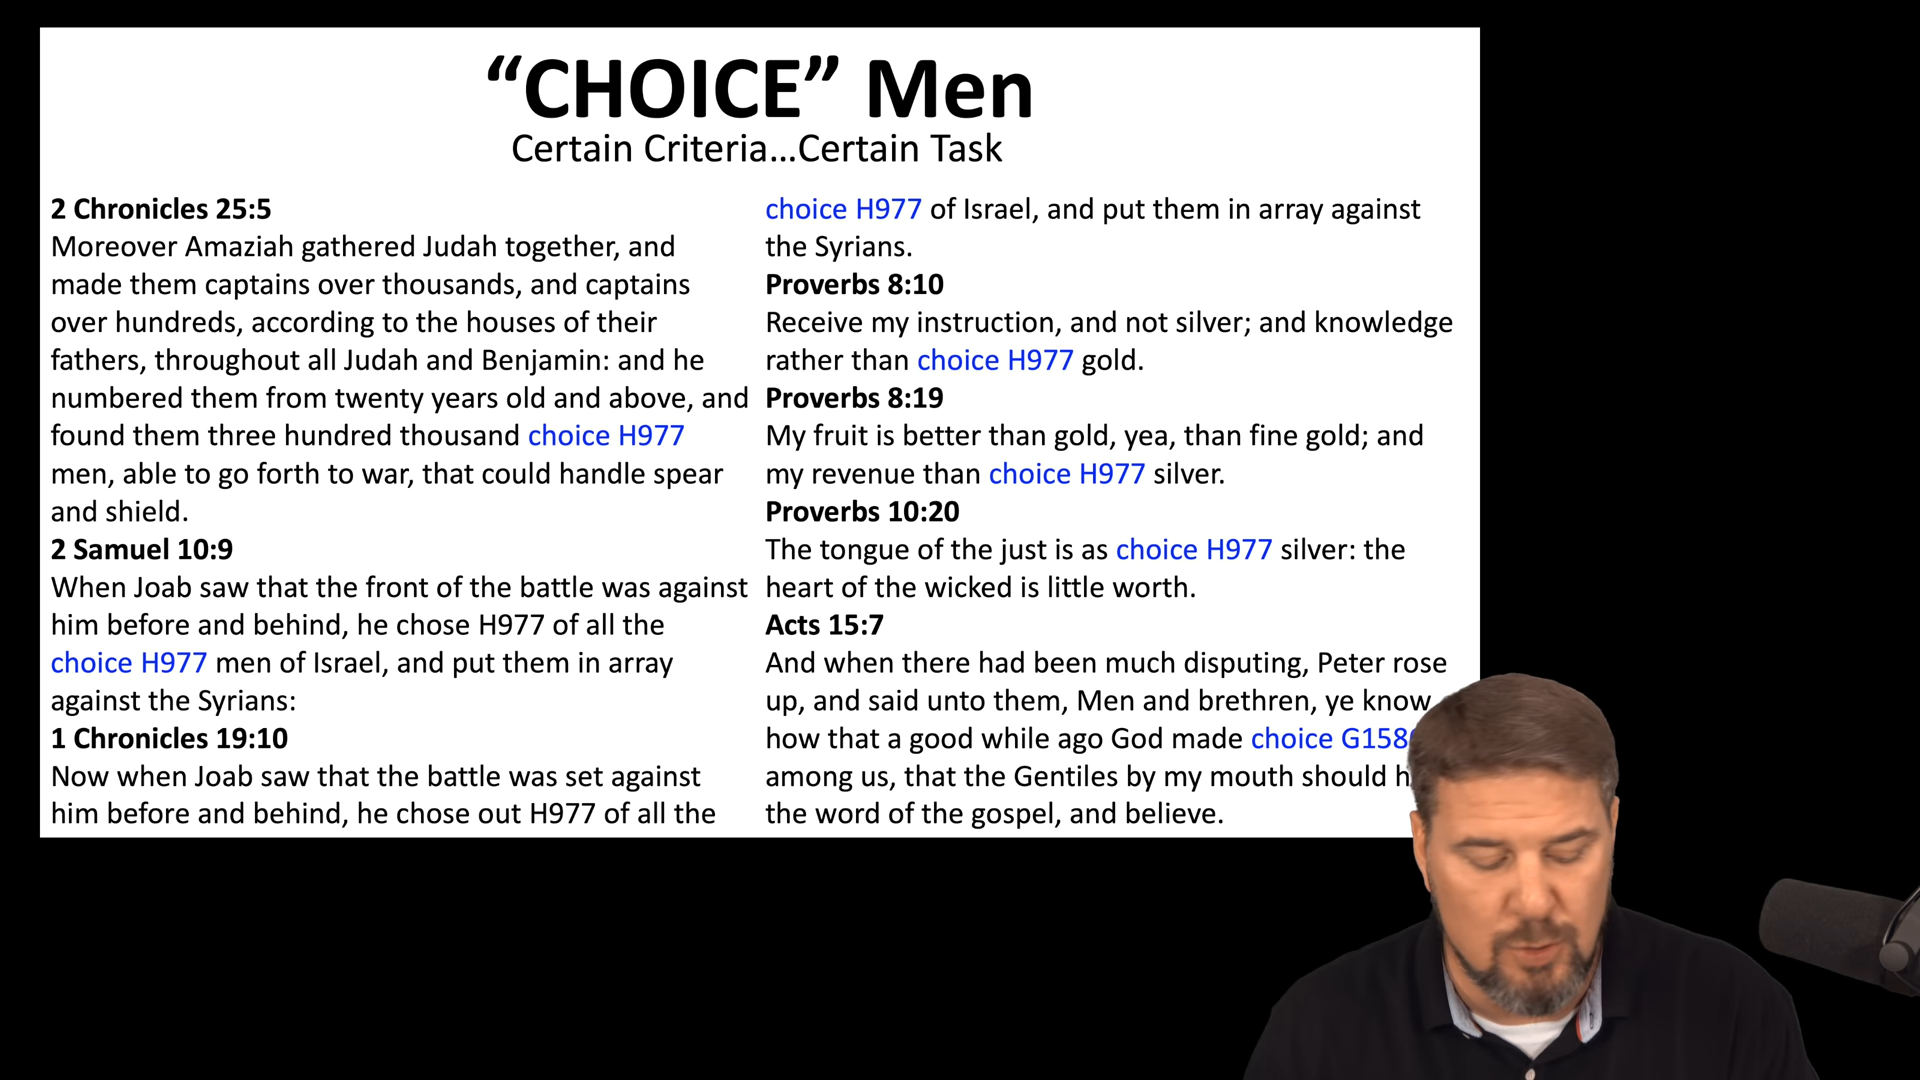 “CHOICE” Men
Certain Criteria...Certain Task
2 Chronicles 25:5
Moreover Amaziah gathered Judah together, and
made them captains over thousands, and captains
over hundreds, according to the houses of their
fathers, throughout all Judah and Benjamin: and he
numbered them from twenty years old and above, and
found them three hundred thousand choice H977
men, able to go forth to war, that could handle spear
and shield.
2 Samuel 10:9
When Joab saw that the front of the battle was against
him before and behind, he chose H977 of all the
choice H977 men of Israel, and put them in array
against the Syrians:
1 Chronicles 19:10
Now when Joab saw that the battle was set against
him before and behind, he chose out H977 of all the
choice H977 of Israel, and put them in array against
the Syrians.
Proverbs 8:10
Receive my instruction, and not silver; and knowledge
rather than choice H977 gold.
Proverbs 8:19
My fruit is better than gold, yea, than fine gold; and
my revenue than choice H977 silver.
Proverbs 10:20
The tongue of the just is as choice H977 silver: the
heart of the wicked is little worth.
Acts 15:7
And when there had been much disputing, Peter rose
up, and said unto them, Men and brethren, ye know
how that a good while ago God made choice
among us, that the Gentiles by my mouth should
the word of the gospel, and believe.